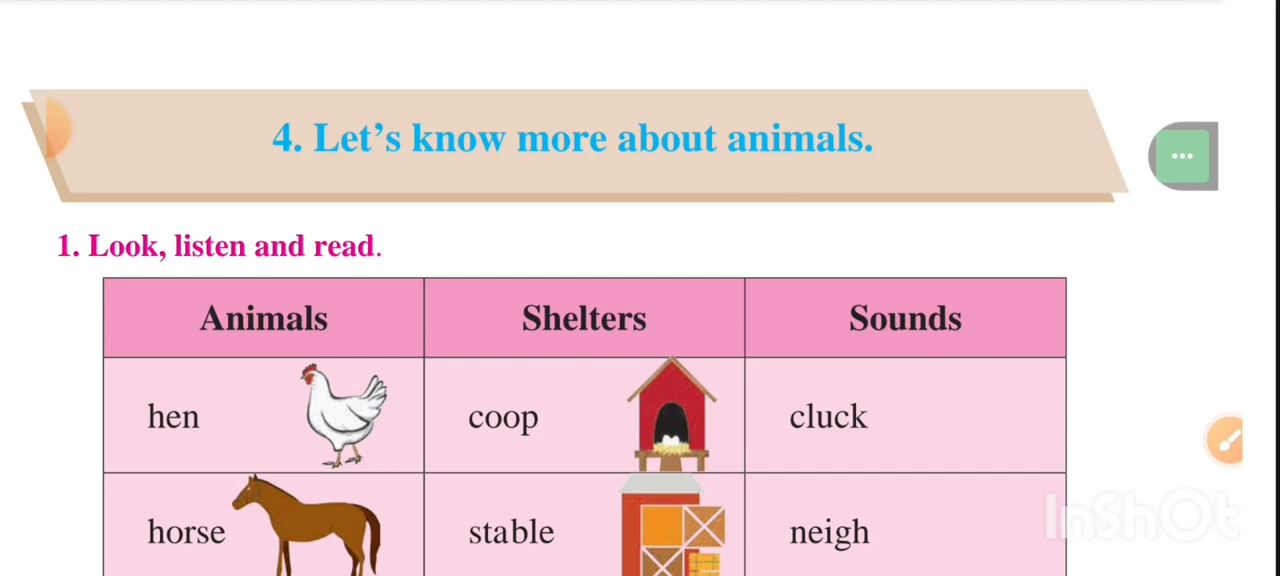 4. Let's know more about animals.
1. Look, listen and read.
Animals Shelters Sounds
hen coop cluck
horse stable neigh
InShOt